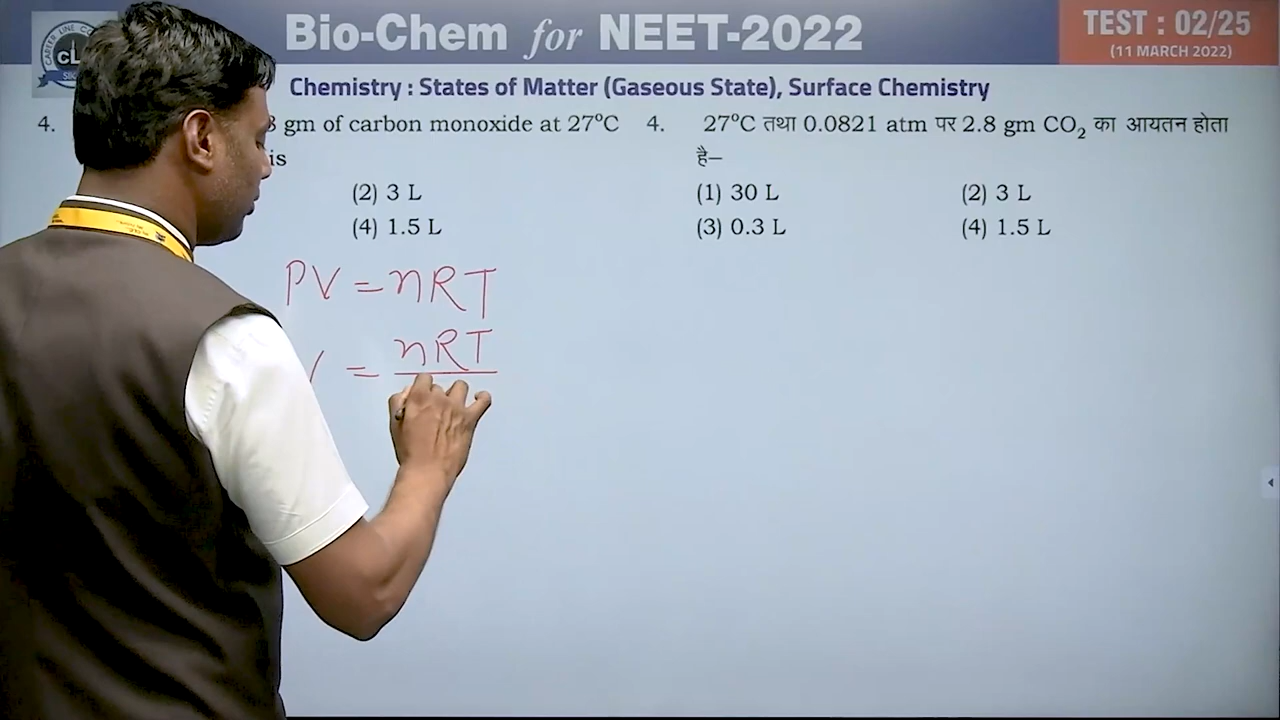 Bio-Chem for NEET-2022
TEST : 02/25
(11 MARCH 2022)
Chemistry : States of Matter (Gaseous State), Surface Chemistry
4. gm of carbon monoxide at 27°C
is
(2) 3 L
(4) 1.5 L
4. 27°C तथा 0.0821 atm पर 2.8 gm CO₂ का आयतन होता
है–
(1) 30 L (2) 3 L
(3) 0.3 L (4) 1.5 L
PV = nRT
= nRT